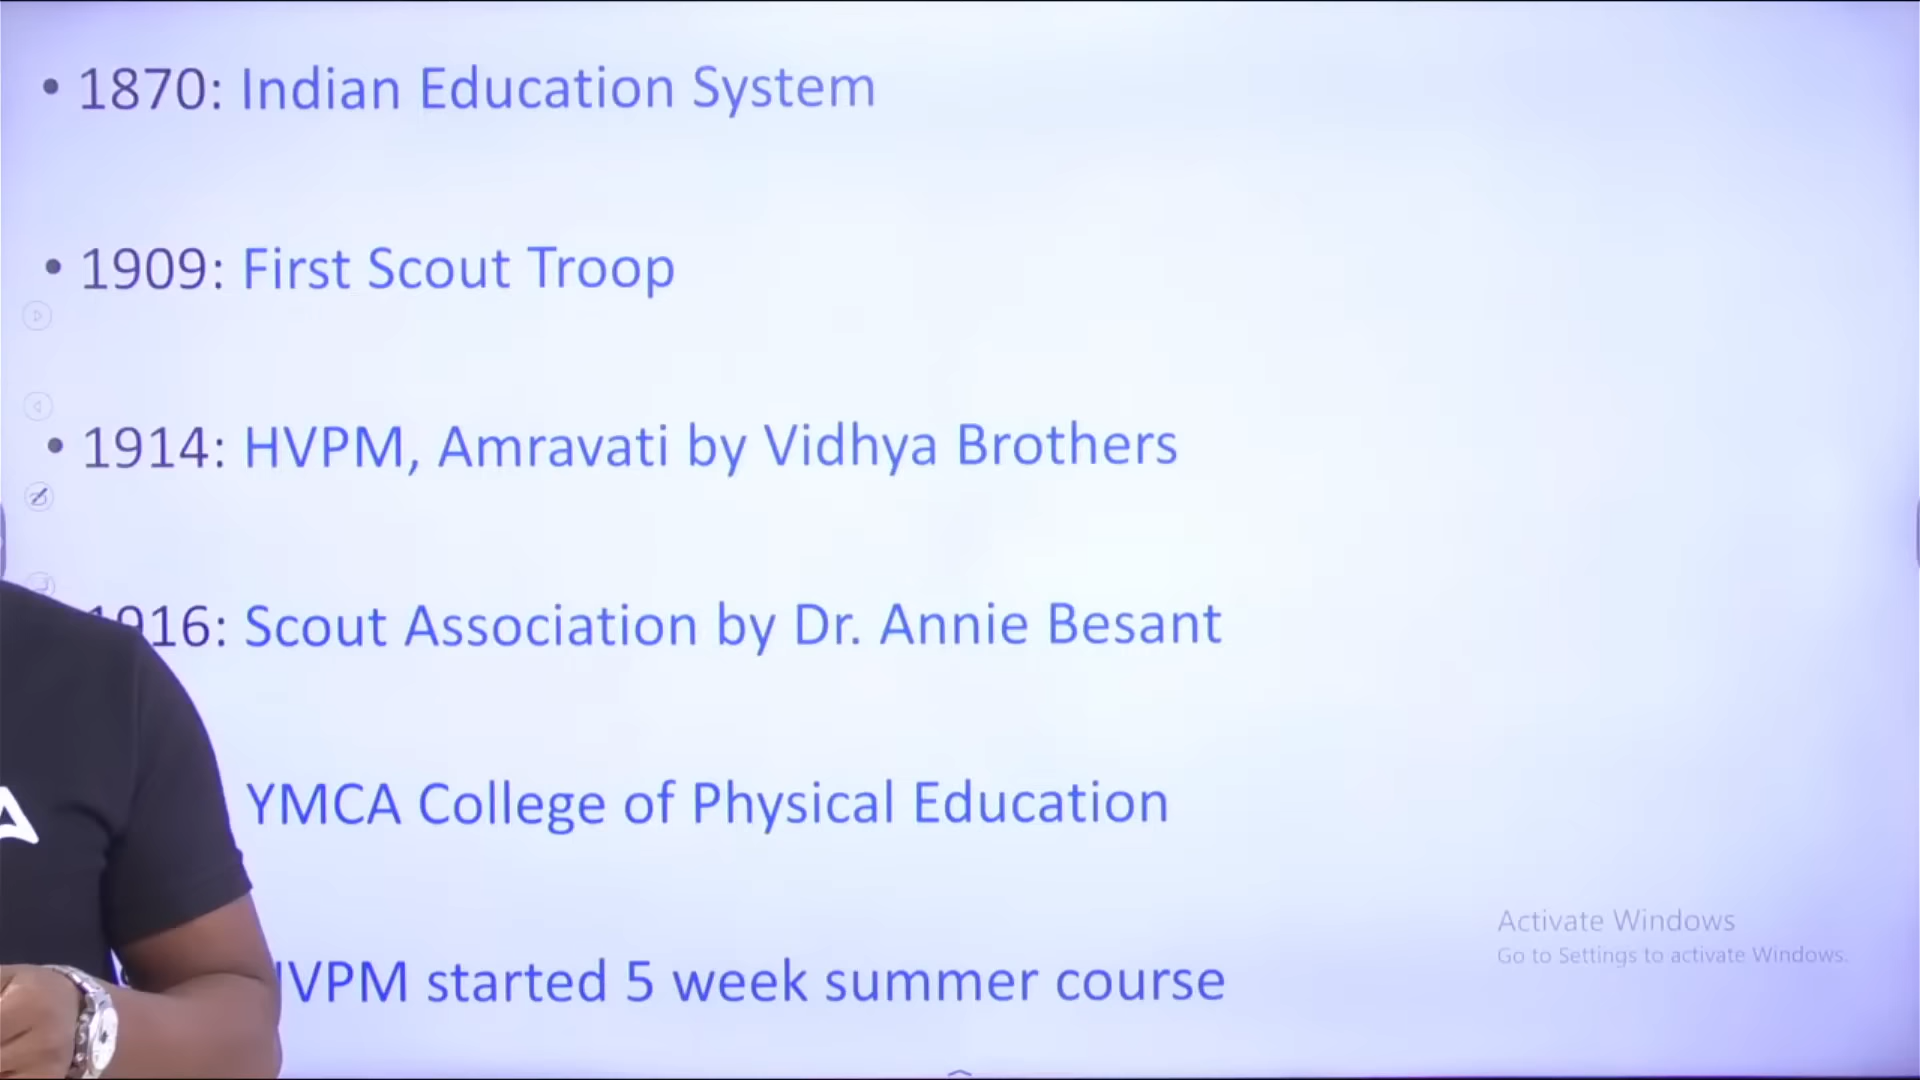 • 1870: Indian Education System
• 1909: First Scout Troop
• 1914: HVPM, Amravati by Vidhya Brothers
1916: Scout Association by Dr. Annie Besant
YMCA College of Physical Education
VPM started 5 week summer course
A
Activate Windows
Go to Settings to activate Windows.